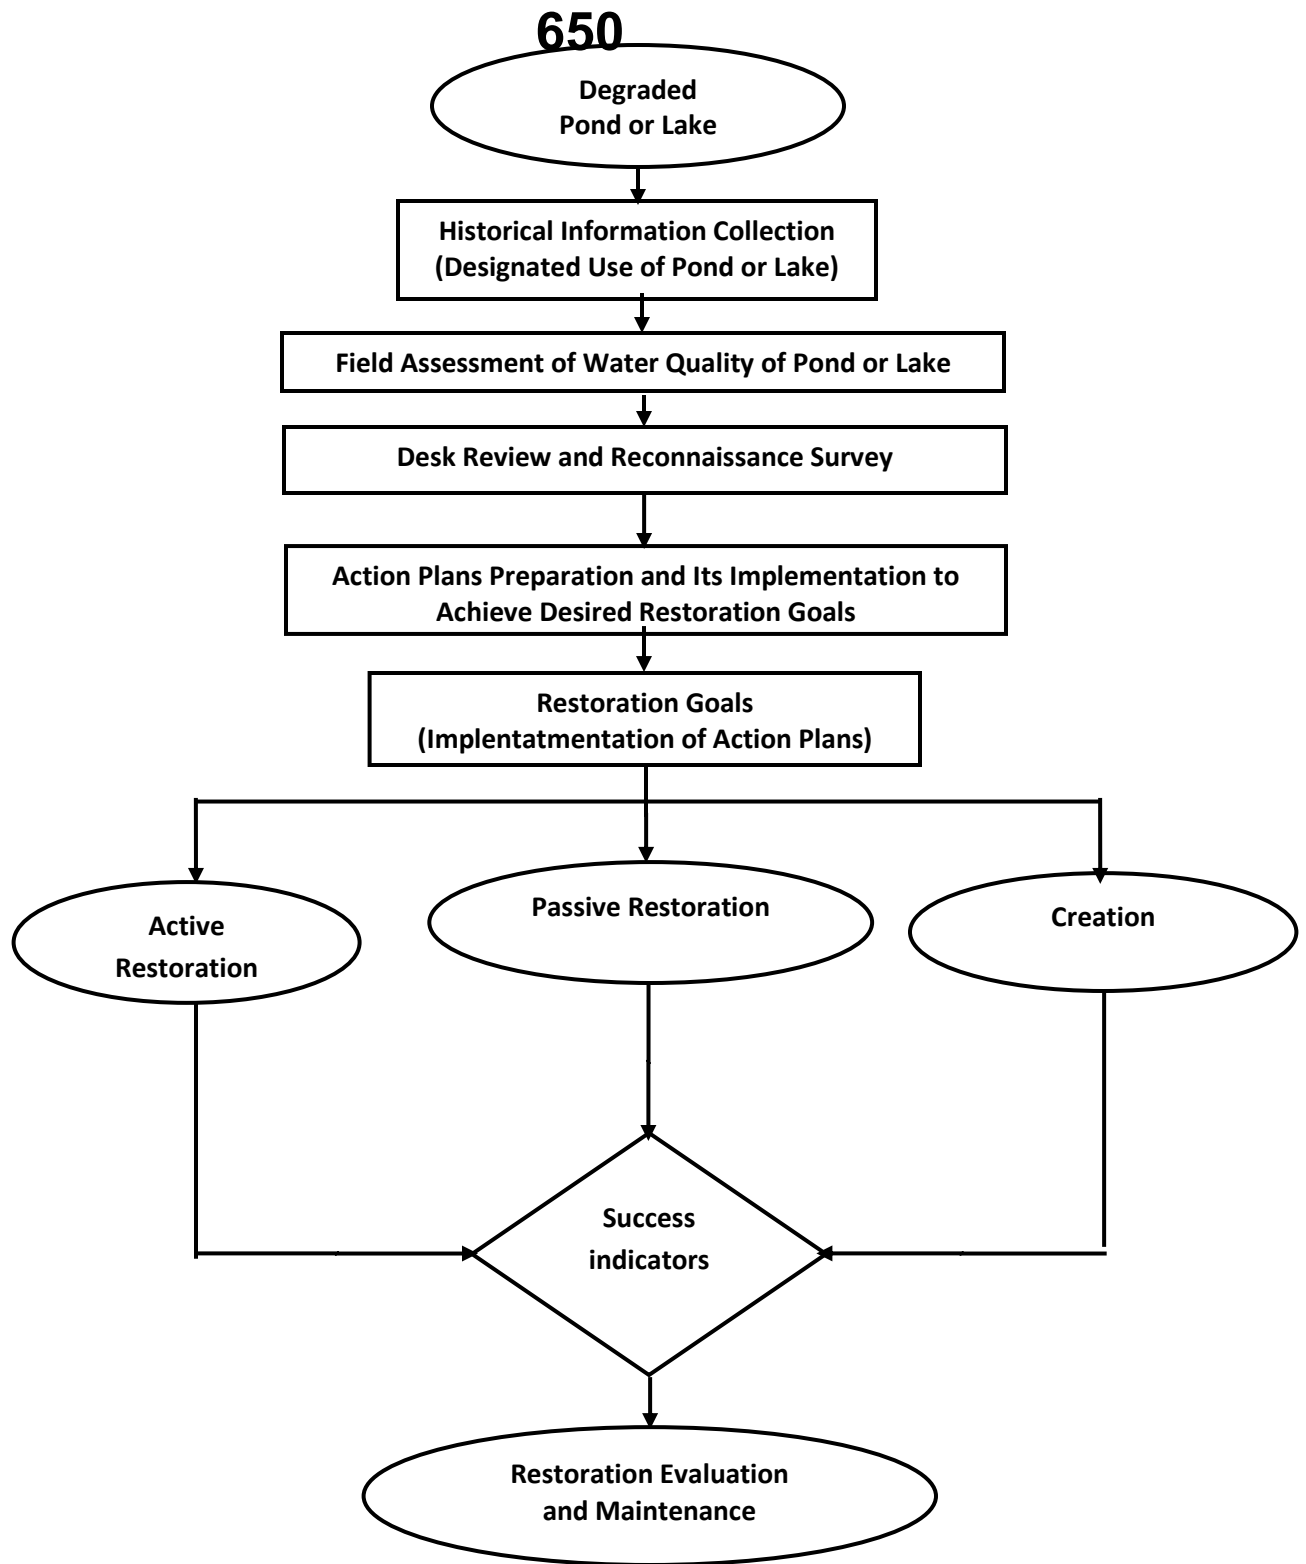 650
Degraded
Pond or Lake
Historical Information Collection
(Designated Use of Pond or Lake)
Field Assessment of Water Quality of Pond or Lake
Desk Review and Reconnaissance Survey
Action Plans Preparation and Its Implementation to
Achieve Desired Restoration Goals
Restoration Goals
(Implentatmentation of Action Plans)
Active
Restoration
Passive Restoration
Creation
Success
indicators
Restoration Evaluation
and Maintenance